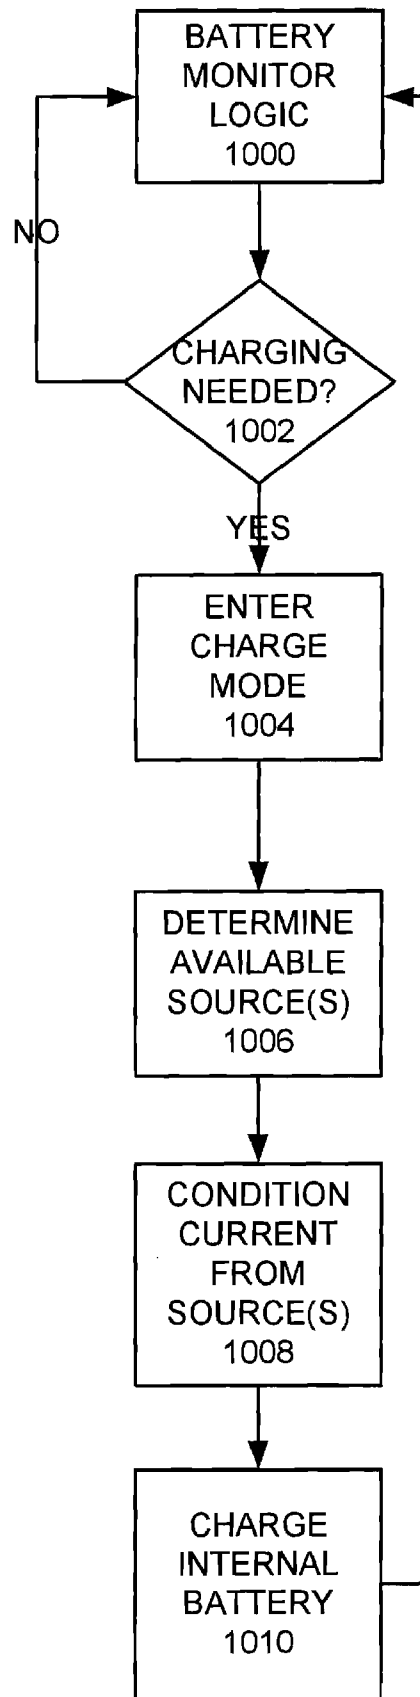 BATTERY
MONITOR
LOGIC
1000
NO
CHARGING
NEEDED?
1002
YES
ENTER
CHARGE
MODE
1004
DETERMINE
AVAILABLE
SOURCE(S)
1006
CONDITION
CURRENT
FROM
SOURCE(S)
1008
CHARGE
INTERNAL
BATTERY
1010